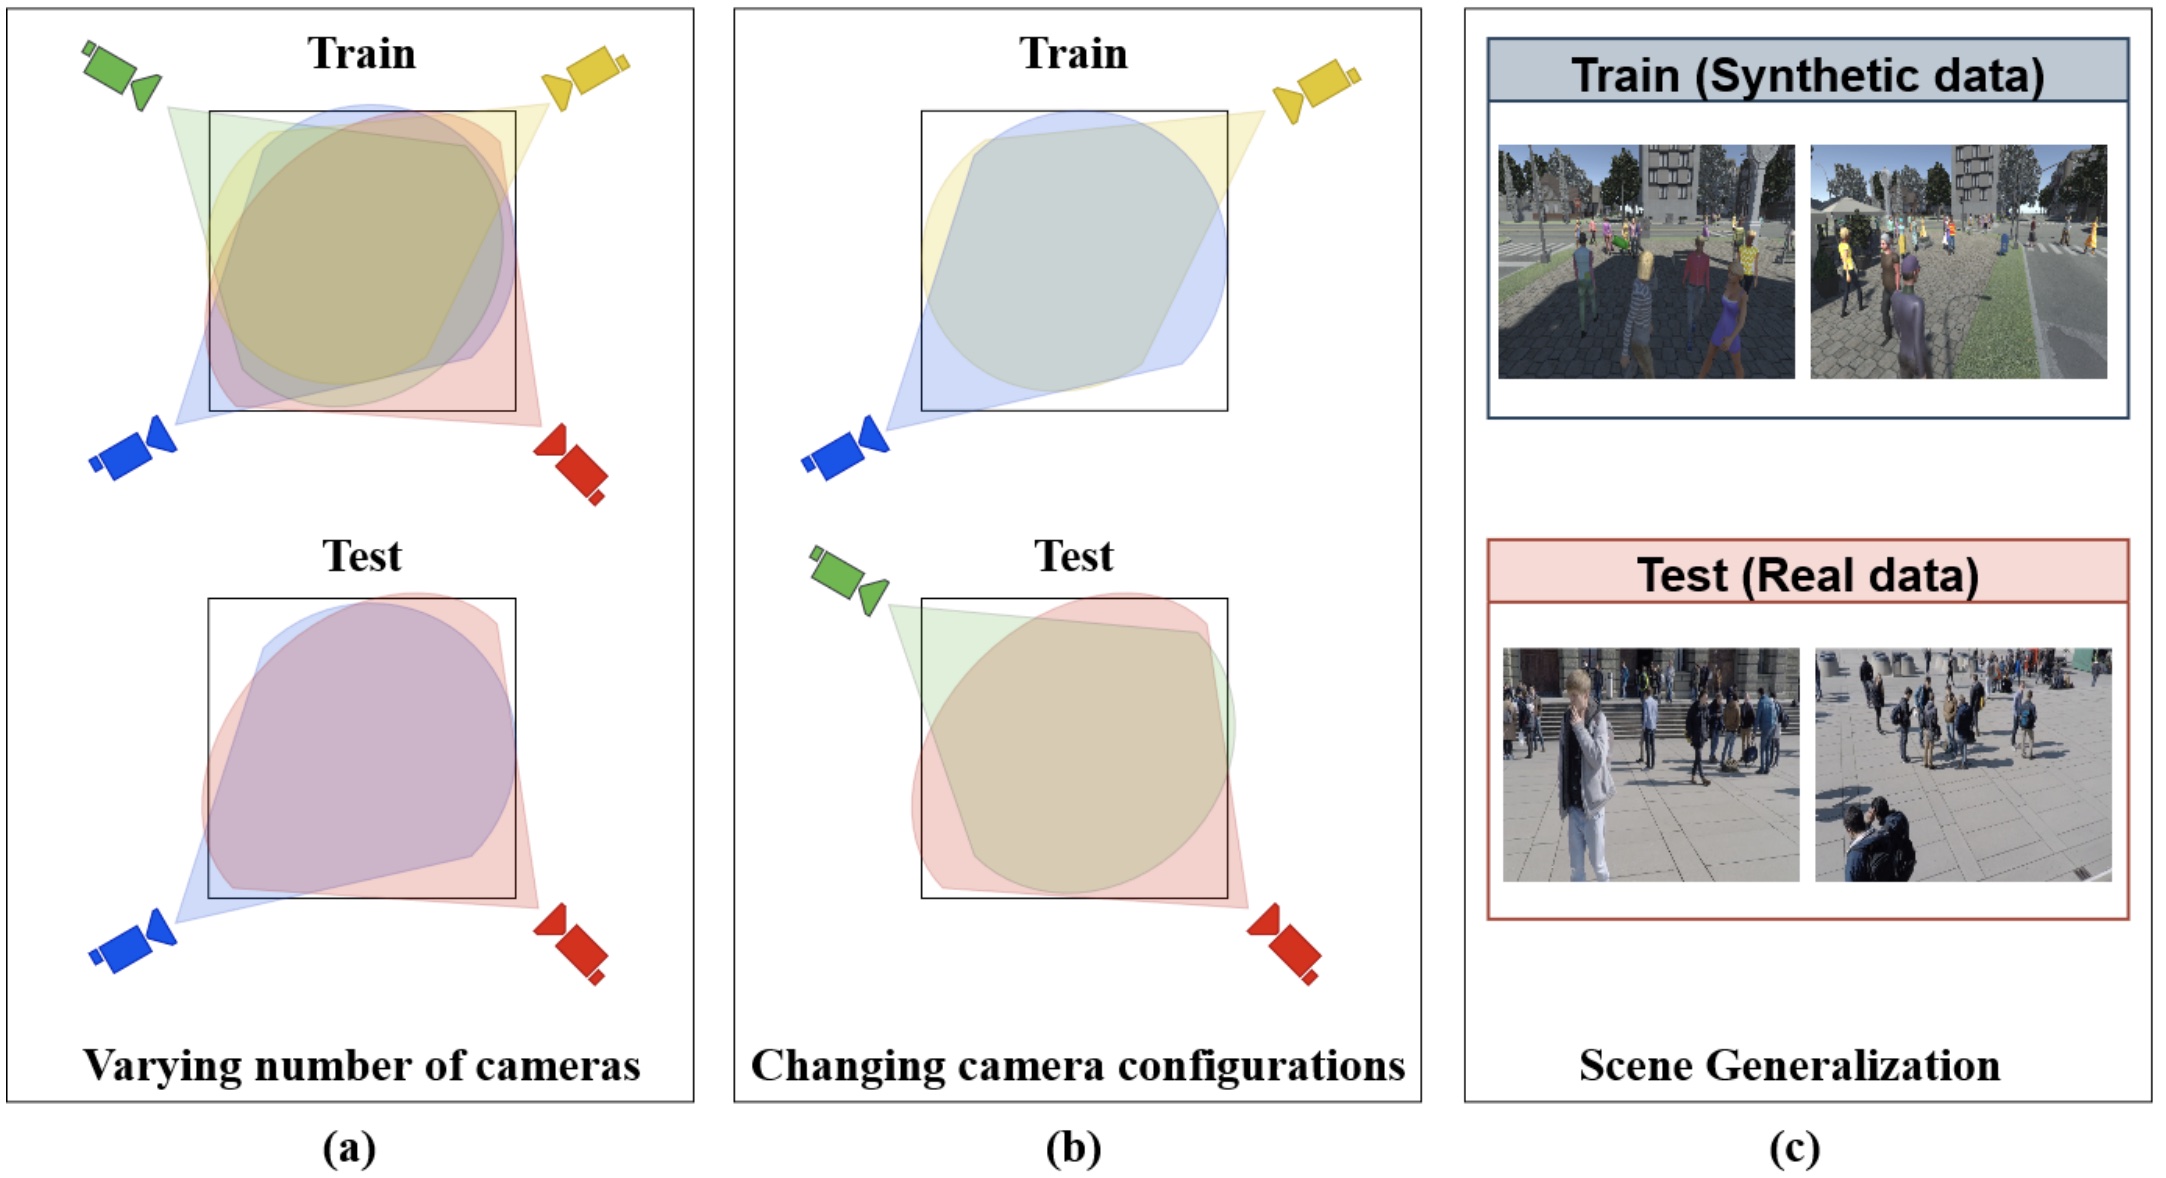 Train
Test
Varying number of cameras
(a)
Train
Test
Changing camera configurations
(b)
Train (Synthetic data)
Test (Real data)
Scene Generalization
(c)